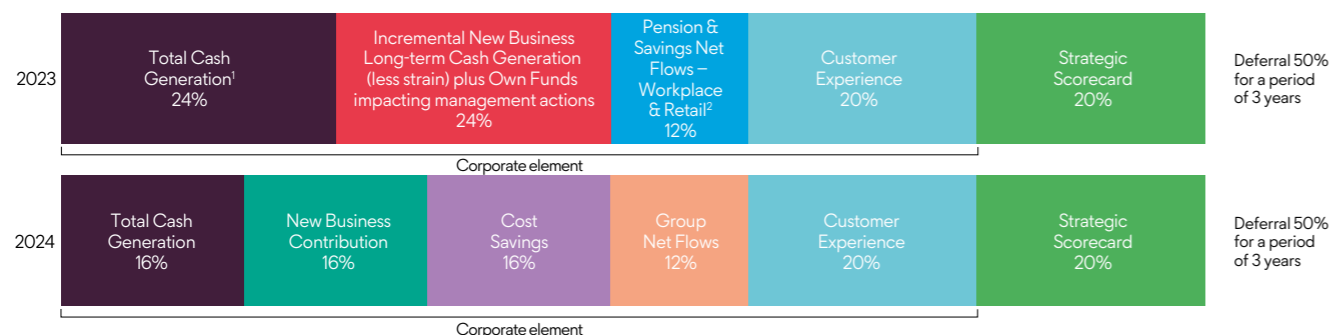 2023
Total Cash
Generation¹
24%
Incremental New Business
Long-term Cash Generation
(less strain) plus Own Funds
impacting management actions
24%
Pension &
Savings Net
Flows –
Workplace
& Retail²
12%
Customer
Experience
20%
Strategic
Scorecard
20%
Deferral 50%
for a period
of 3 years
Corporate element
2024
Total Cash
Generation
16%
New Business
Contribution
16%
Cost
Savings
16%
Group
Net Flows
12%
Customer
Experience
20%
Strategic
Scorecard
20%
Deferral 50%
for a period
of 3 years
Corporate element